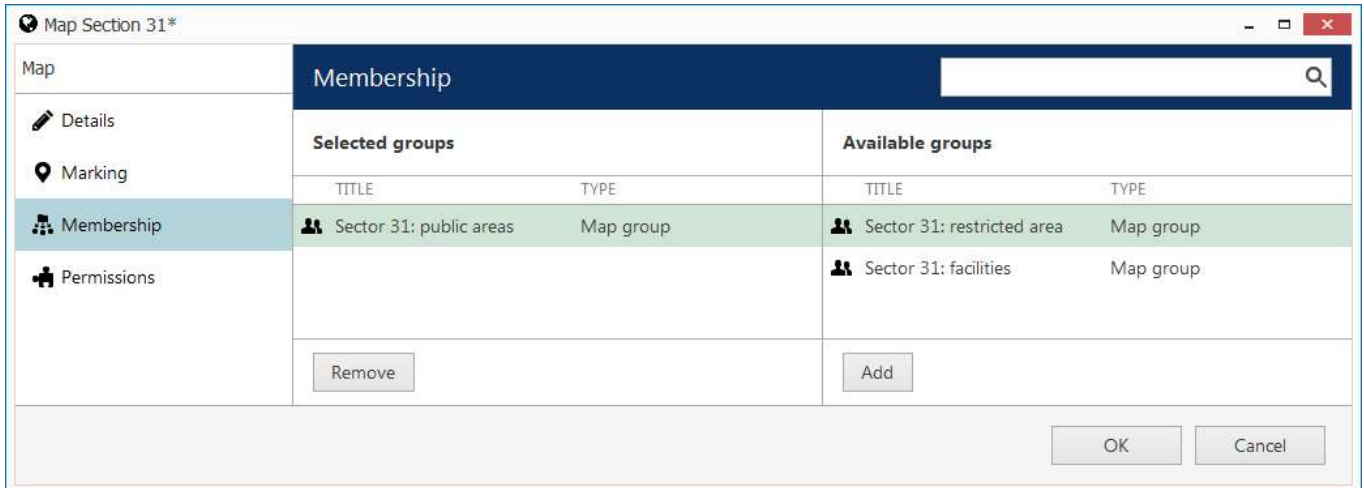 Map Section 31*
Map
Membership
Details
Marking
Membership
Permissions
Selected groups
TITLE TYPE
Sector 31: public areas Map group
Remove
Available groups
TITLE TYPE
Sector 31: restricted area Map group
Sector 31: facilities Map group
Add
OK Cancel